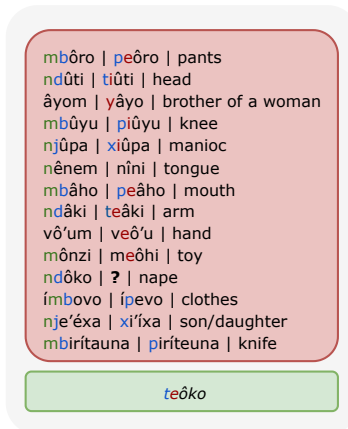 mbôro | peôro | pants
ndûti | tiûti | head
âyom | yâyo | brother of a woman
mbûyu | piûyu | knee
njûpa | xiûpa | manioc
nênem | nîni | tongue
mbâho | peâho | mouth
ndâki | teâki | arm
vô'um | veô'u | hand
mônzi | meôhi | toy
ndôko | ? | nape
ímbovo | ípevo | clothes
nje'éxa | xi'íxa | son/daughter
mbirítauna | piríteuna | knife
teôko